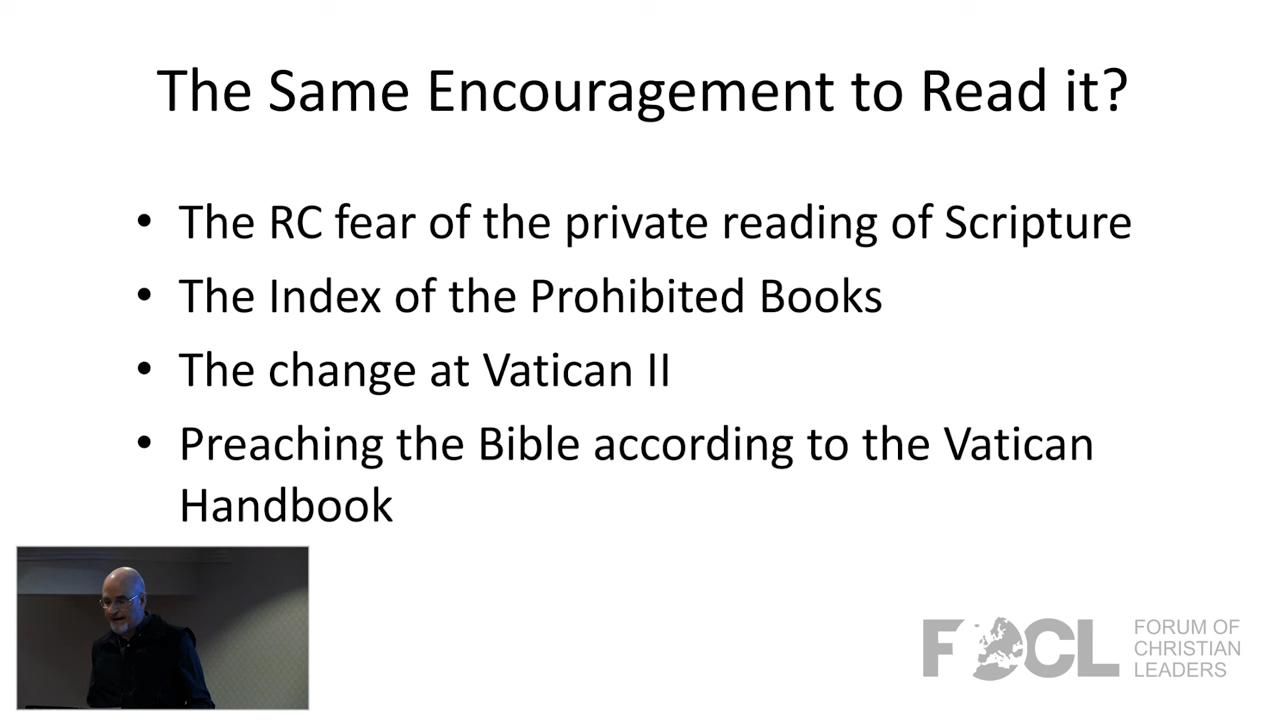 The Same Encouragement to Read it?
• The RC fear of the private reading of Scripture
• The Index of the Prohibited Books
• The change at Vatican II
• Preaching the Bible according to the Vatican
Handbook
FOCL
FORUM OF
CHRISTIAN
LEADERS